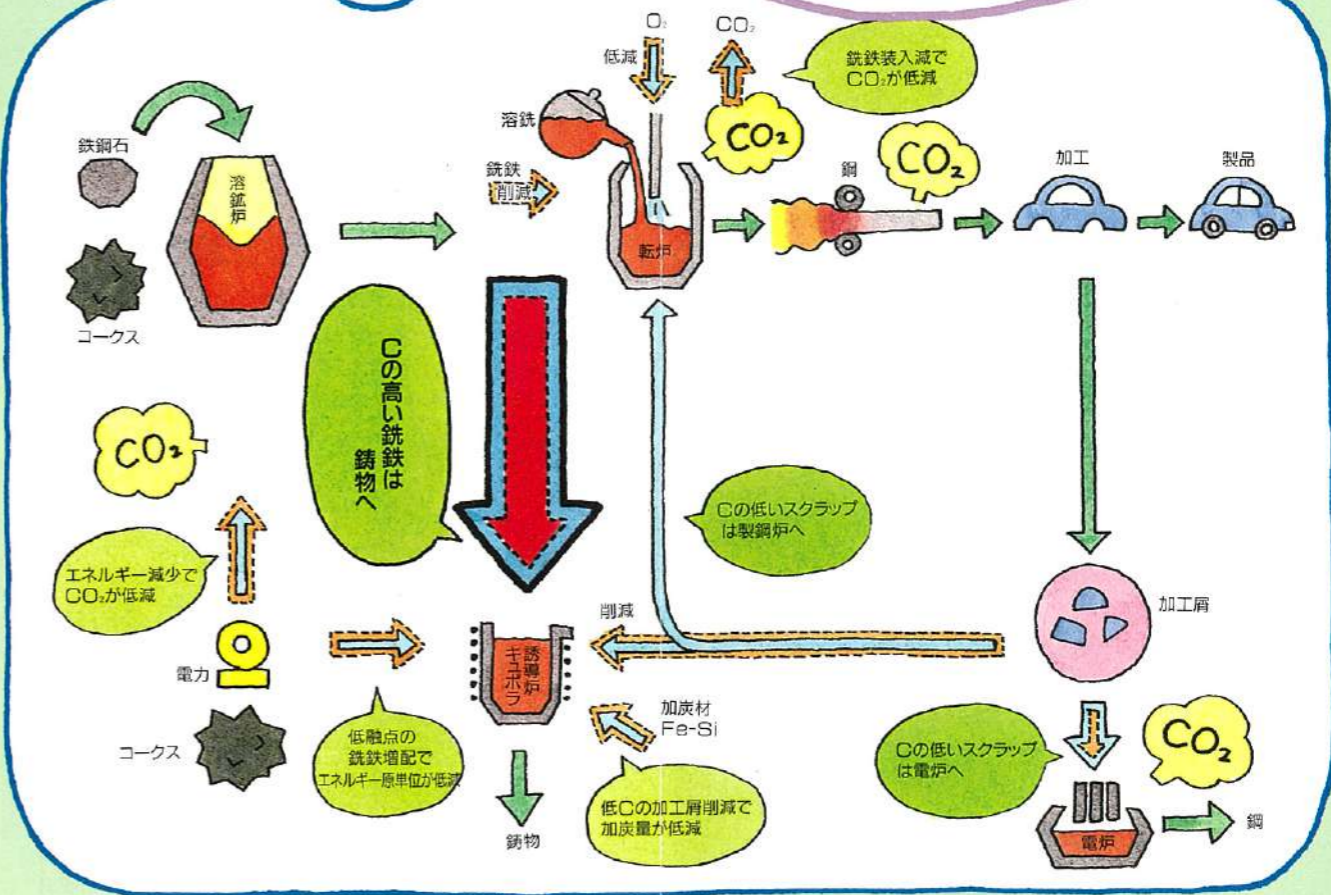 O₂
CO₂
低減
銑鉄装入減で
CO₂が低減
CO₂
CO₂
溶銑
鉄鋼石
溶鉱炉
銑鉄
削減
転炉
鋼
加工
製品
コークス
Cの高い銑鉄は
鋳物へ
CO₂
Cの低いスクラップ
は製鋼炉へ
エネルギー減少で
CO₂が低減
削減
加工屑
電力
誘導炉
キュポラ
加炭材
Fe-Si
コークス
低融点の
銑鉄増配で
エネルギー原単位が低減
Cの低いスクラップ
は電炉へ
CO₂
低Cの加工屑削減で
加炭量が低減
鋳物
電炉
鋼